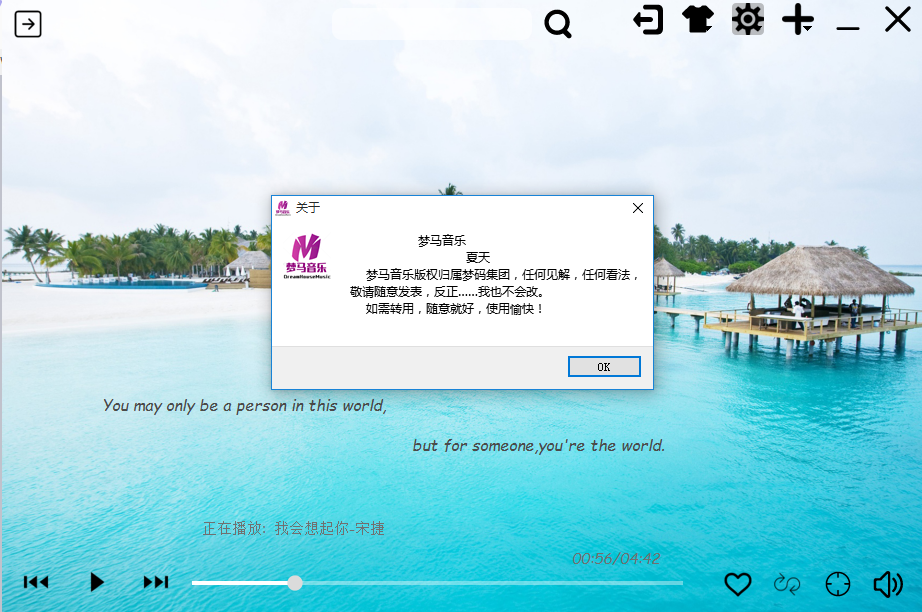 关于
梦马音乐
DreamHouseMusic
梦马音乐
夏天
梦马音乐版权归属梦码集团，任何见解，任何看法，
敬请随意发表，反正......我也不会改。
如需转用，随意就好，使用愉快！
OK
You may only be a person in this world,
but for someone,you're the world.
正在播放: 我会想起你-宋捷
00:56/04:42